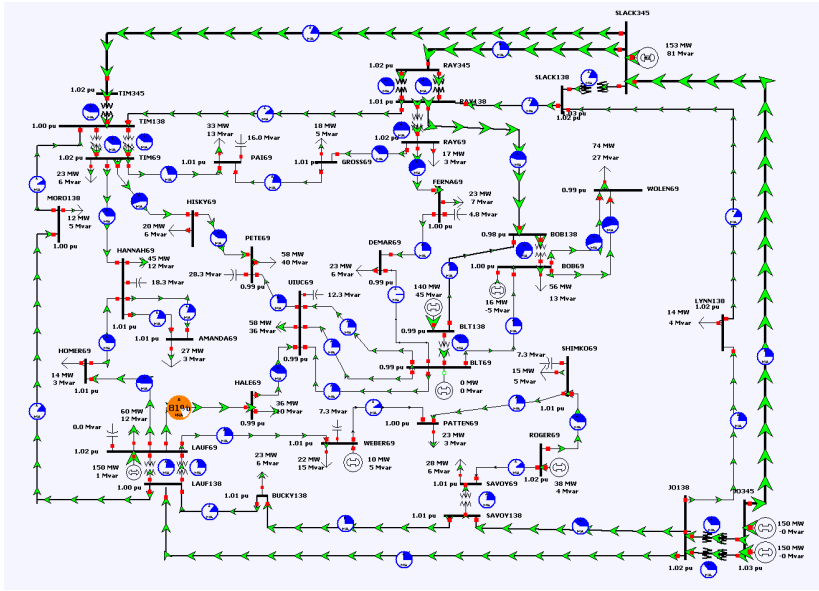 SLACK345
153 MW
81 Mvar
1.02 pu
RAY345
SLACK138
1.02 pu
TIM345
1.01 pu
RAY138
1.03 pu
1.02 pu
1.00 pu
TIM138
33 MW
13 Mvar
16.0 Mvar
18 MW
5 Mvar
1.02 pu
RAY69
74 MW
27 Mvar
1.02 pu
TIM69
1.01 pu
PAI69
GROSS69
1.01 pu
17 MW
3 Mvar
23 MW
6 Mvar
FERNA69
23 MW
7 Mvar
4.8 Mvar
0.99 pu
WOLEN69
MORO138
12 MW
5 Mvar
1.00 pu
HISKY69
20 MW
6 Mvar
1.00 pu
0.98 pu
BOB138
PETE69
58 MW
40 Mvar
DEMAR69
HANNAH69
45 MW
12 Mvar
23 MW
6 Mvar
1.00 pu
BOB69
28.3 Mvar
0.99 pu
0.99 pu
18.3 Mvar
UIUC69
12.3 Mvar
140 MW
45 Mvar
16 MW
-5 Mvar
56 MW
13 Mvar
LYNN138
1.02 pu
14 MW
4 Mvar
1.01 pu
58 MW
36 Mvar
0.99 pu
BLT138
1.01 pu
AMANDA69
0.99 pu
HOMER69
27 MW
3 Mvar
0.99 pu
BLT69
7.3 Mvar
SHIMKO69
14 MW
3 Mvar
1.01 pu
HALE69
0 MW
0 Mvar
15 MW
5 Mvar
1.01 pu
81%
MVA
60 MW
12 Mvar
36 MW
10 Mvar
0.99 pu
7.3 Mvar
1.00 pu
PATTEN69
0.0 Mvar
23 MW
3 Mvar
ROGER69
1.02 pu
LAUF69
1.01 pu
WEBER69
150 MW
1 Mvar
23 MW
6 Mvar
22 MW
15 Mvar
10 MW
5 Mvar
28 MW
6 Mvar
1.02 pu
38 MW
4 Mvar
LAUF138
1.00 pu
1.01 pu
BUCKY138
1.01 pu
SAVOY69
JO138
JO345
1.01 pu
SAVOY138
150 MW
-0 Mvar
150 MW
-0 Mvar
1.02 pu
1.03 pu